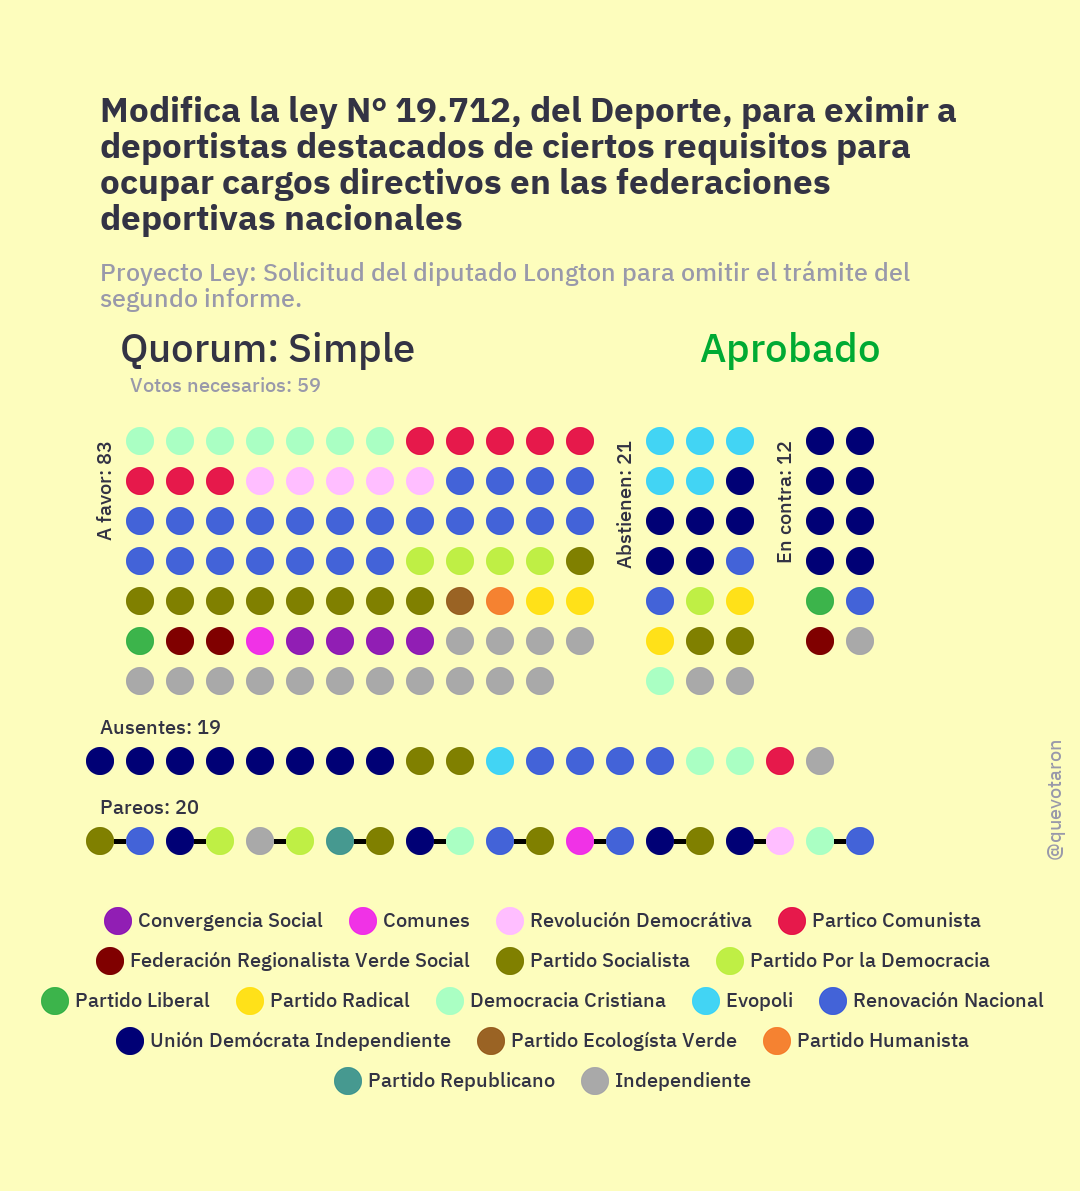 Modifica la ley Nº 19.712, del Deporte, para eximir a
deportistas destacados de ciertos requisitos para
ocupar cargos directivos en las federaciones
deportivas nacionales
Proyecto Ley: Solicitud del diputado Longton para omitir el trámite del
segundo informe.
Quorum: Simple
Aprobado
Votos necesarios: 59
A favor: 83
Abstienen: 21
En contra: 12
Ausentes: 19
Pareos: 20
@quevotaron
Convergencia Social
Comunes
Revolución Democrátiva
Partico Comunista
Federación Regionalista Verde Social
Partido Socialista
Partido Por la Democracia
Partido Liberal
Partido Radical
Democracia Cristiana
Evopoli
Renovación Nacional
Unión Demócrata Independiente
Partido Ecologísta Verde
Partido Humanista
Partido Republicano
Independiente